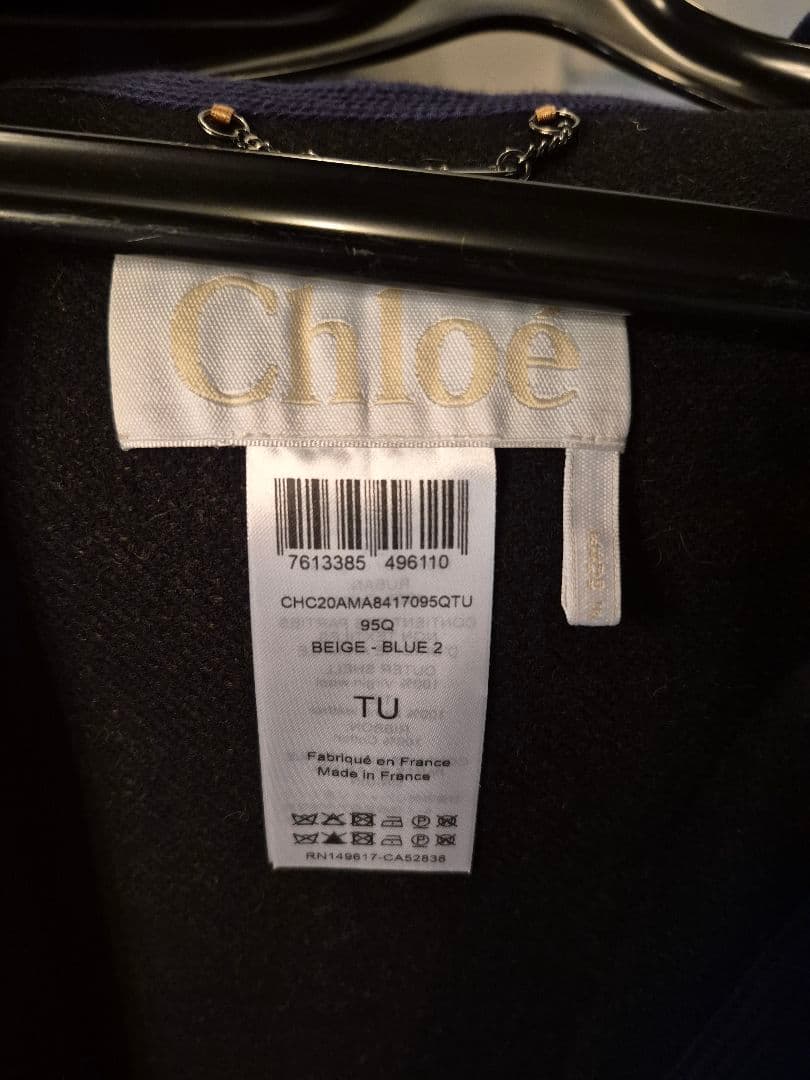 Chloé
7613385 496110
CHC20AMA8417095QTU
95Q
BEIGE - BLUE 2
TU
Fabriqué en France
Made in France
RN149617-CA52838